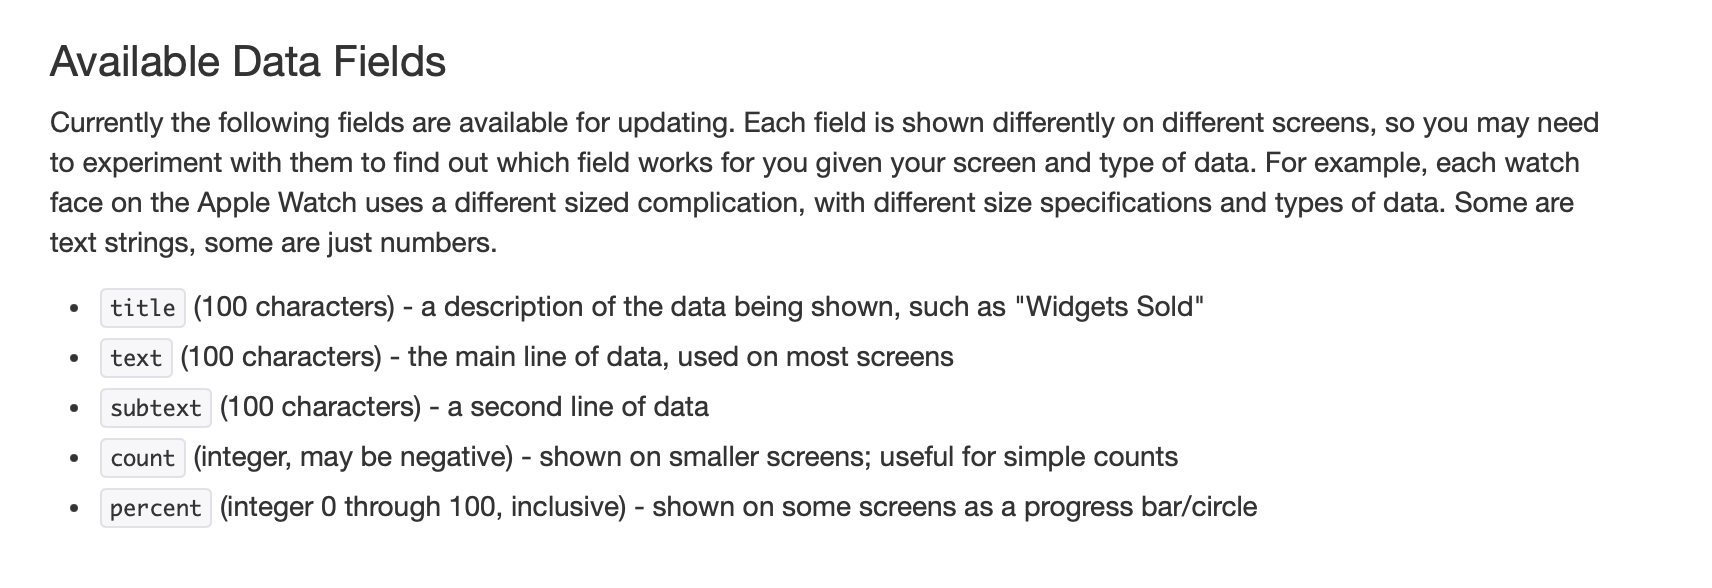 Available Data Fields
Currently the following fields are available for updating. Each field is shown differently on different screens, so you may need
to experiment with them to find out which field works for you given your screen and type of data. For example, each watch
face on the Apple Watch uses a different sized complication, with different size specifications and types of data. Some are
text strings, some are just numbers.
• title (100 characters) - a description of the data being shown, such as "Widgets Sold"
• text (100 characters) - the main line of data, used on most screens
• subtext (100 characters) - a second line of data
• count (integer, may be negative) - shown on smaller screens; useful for simple counts
• percent (integer 0 through 100, inclusive) - shown on some screens as a progress bar/circle